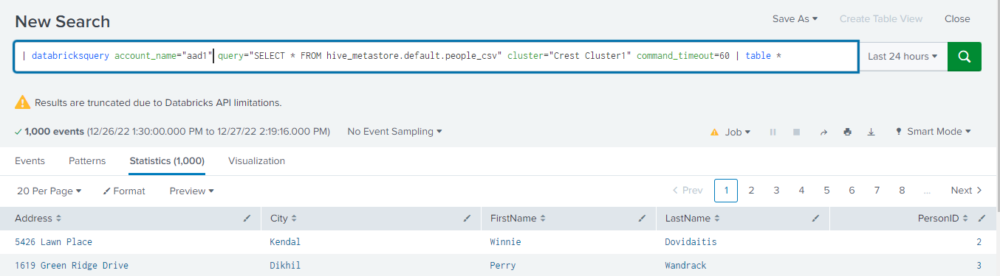 New Search
Save As
Create Table View
Close
| databricksquery account_name="aad1" query="SELECT * FROM hive_metastore.default.people_csv" cluster="Crest Cluster1" command_timeout=60 | table *
Last 24 hours
Results are truncated due to Databricks API limitations.
✓ 1,000 events (12/26/22 1:30:00.000 PM to 12/27/22 2:19:16.000 PM)
No Event Sampling
Job
Smart Mode
Events
Patterns
Statistics (1,000)
Visualization
20 Per Page
Format
Preview
< Prev 1 2 3 4 5 6 7 8 ... Next >
Address City FirstName LastName PersonID
5426 Lawn Place Kendal Winnie Dovidaitis 2
1619 Green Ridge Drive Dikhil Perry Wandrack 3